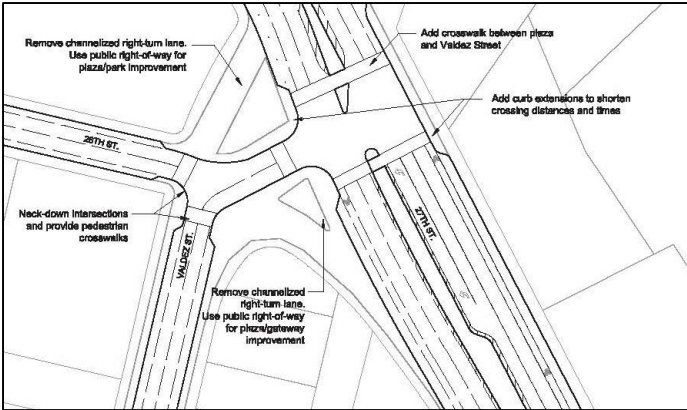 Remove channelized right-turn lane.
Use public right-of-way for
plaza/park improvement
Add crosswalk between plaza
and Valdez Street
Add curb extensions to shorten
crossing distances and times
26TH ST.
Neck-down intersections
and provide pedestrian
crosswalks
VALDEZ ST.
27TH ST.
Remove channelized
right-turn lane.
Use public right-of-way
for plaza/gateway
improvement